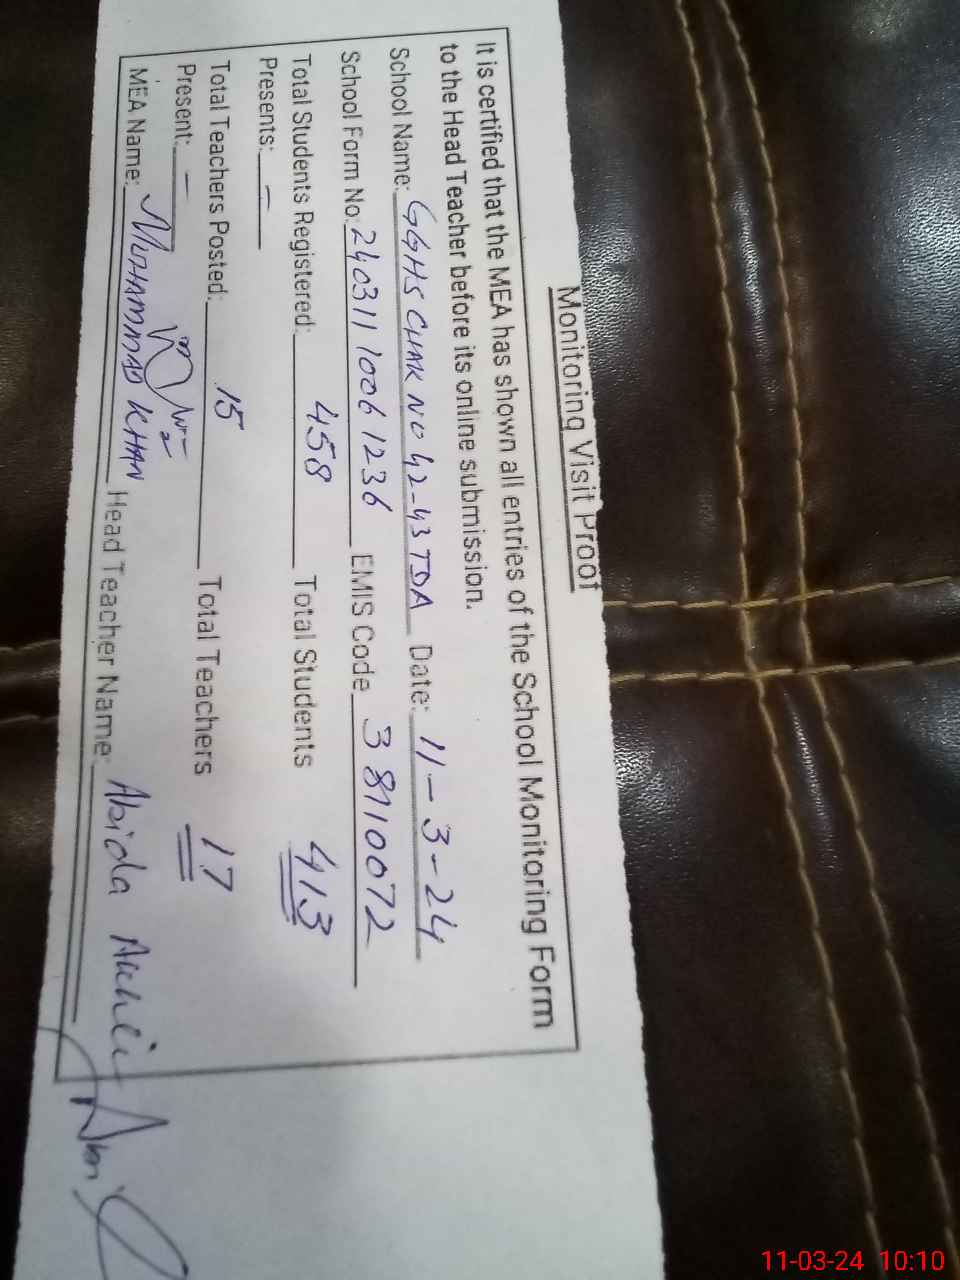 Monitoring Visit Proof
It is certified that the MEA has shown all entries of the School Monitoring Form
to the Head Teacher before its online submission.
School Name: GGHS CHAK NO 42-43 TDA Date: 11-3-24
School Form No: 240311 1006 1236 EMIS Code 38110072
Total Students Registered: 458 Total Students 413
Presents: -
Total Teachers Posted: 15 Total Teachers 17
Present: -
MEA Name: MUHAMMAD KHAN Head Teacher Name: Abida
11-03-24 10:10